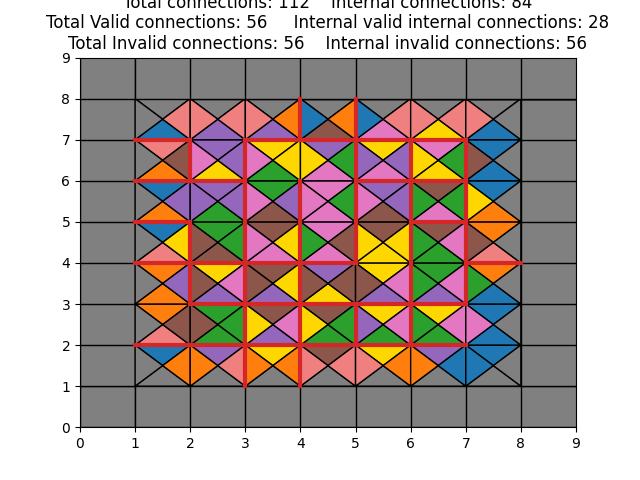 Total connections: 112 Internal connections: 84
Total Valid connections: 56 Internal valid internal connections: 28
Total Invalid connections: 56 Internal invalid connections: 56
9
8
7
6
5
4
3
2
1
0
0 1 2 3 4 5 6 7 8 9